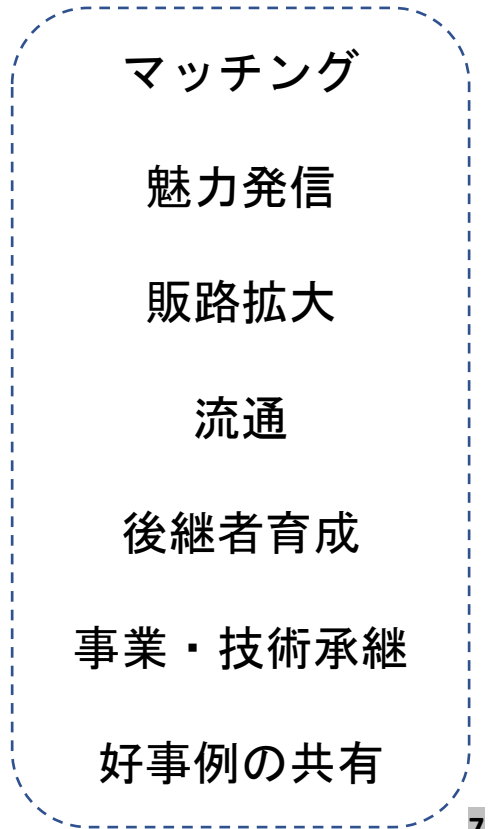 マッチング
魅力発信
販路拡大
流通
後継者育成
事業・技術承継
好事例の共有
7